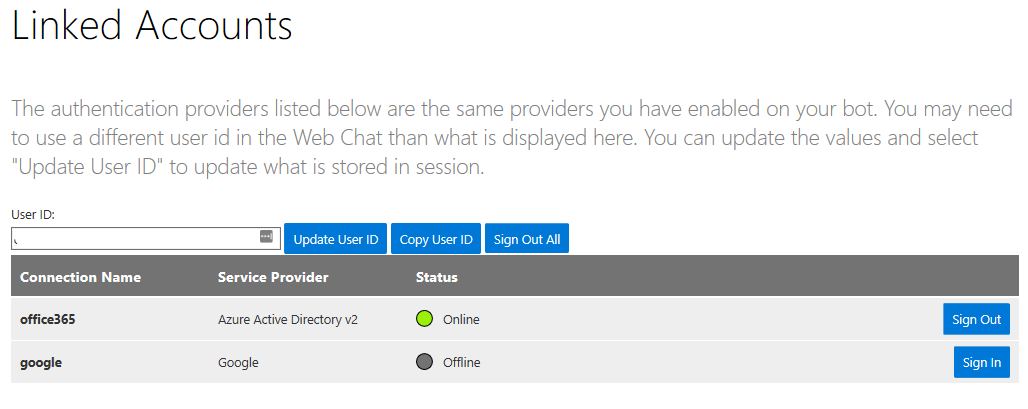 Linked Accounts
The authentication providers listed below are the same providers you have enabled on your bot. You may need
to use a different user id in the Web Chat than what is displayed here. You can update the values and select
"Update User ID" to update what is stored in session.
User ID:
Update User ID Copy User ID Sign Out All
Connection Name Service Provider Status
office365 Azure Active Directory v2 Online Sign Out
google Google Offline Sign In